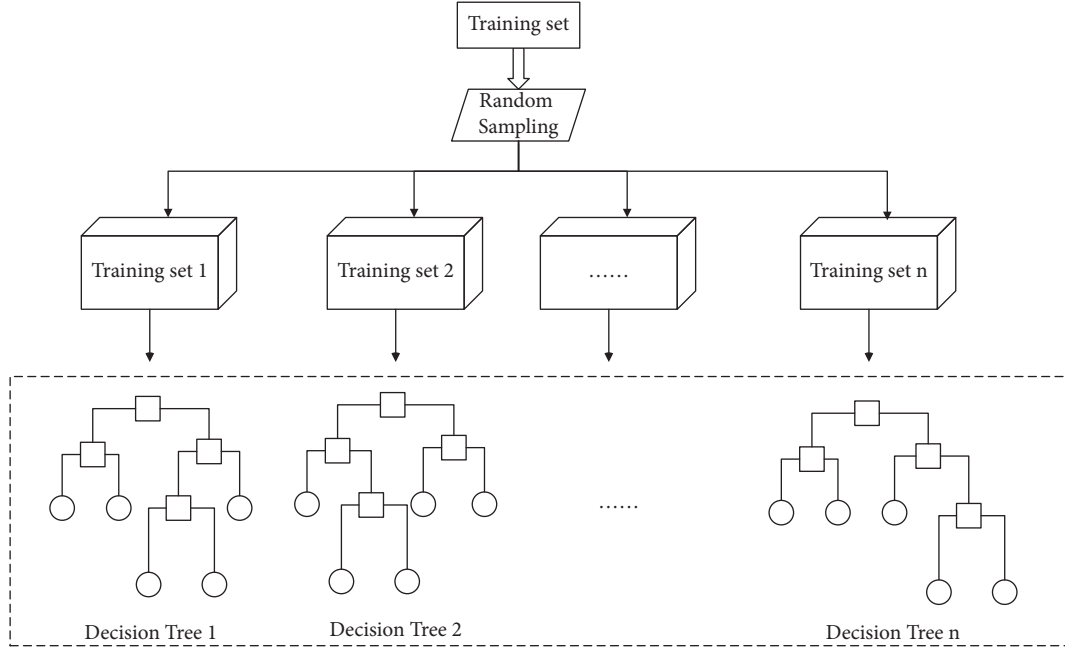 Training set
Random
Sampling
Training set 1
Training set 2
......
Training set n
......
Decision Tree 1
Decision Tree 2
Decision Tree n